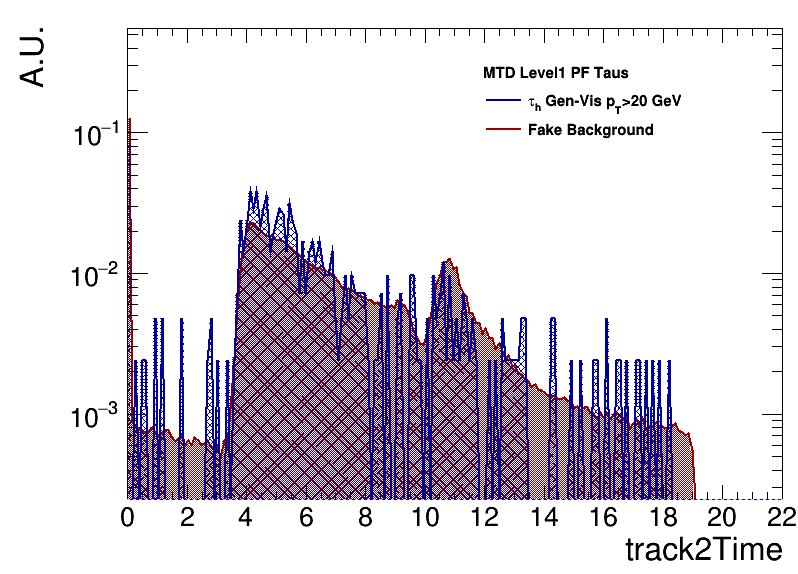 A.U.
MTD Level1 PF Taus
τh Gen-Vis pT>20 GeV
Fake Background
10−1
10−2
10−3
0 2 4 6 8 10 12 14 16 18 20 22
track2Time